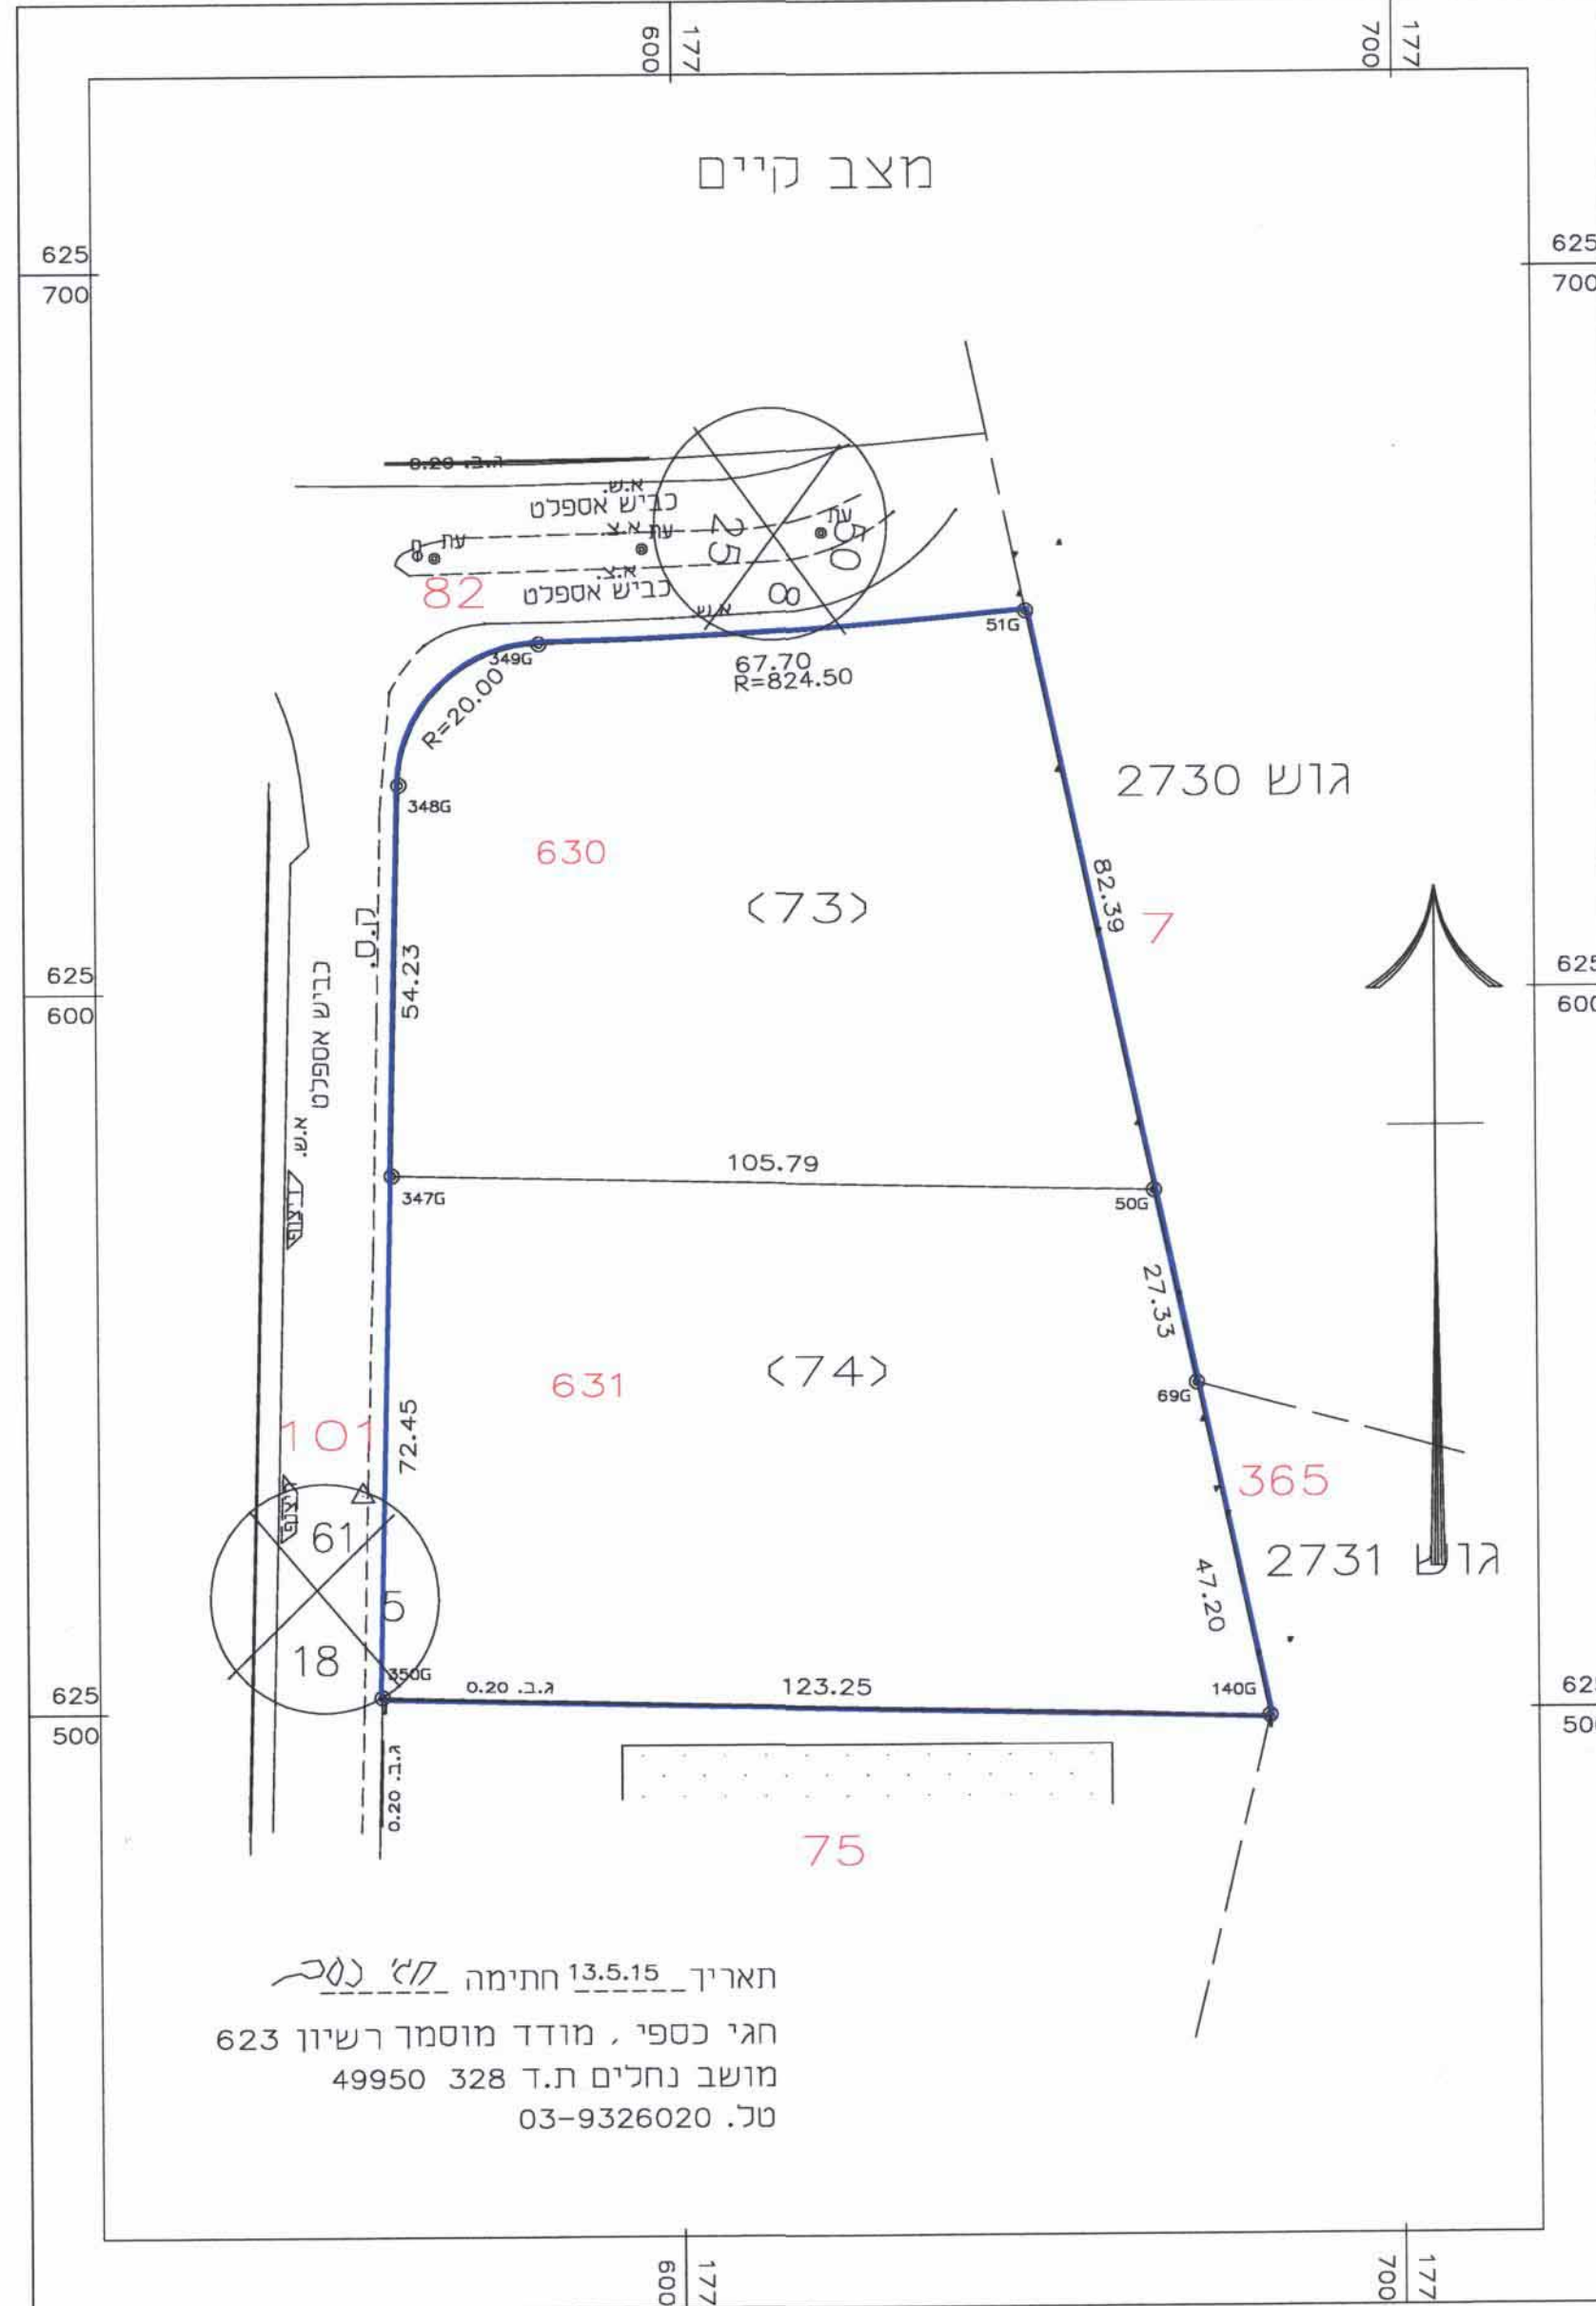 177
600
177
700
מצב קיים
625
700
625
700
ג.ב. 0.20
א.ש.
כביש אספלט
עת
א.צ.
עת
עת
25
50
8
א.צ.
כביש אספלט
82
א.ש
51G
349G
67.70
R=824.50
R=20.00
348G
גוש 2730
630
(73)
82.39
7
ק.ס.
54.23
כביש אספלט
625
600
625
600
א.ש.
105.79
347G
50G
27.33
631
(74)
69G
101
72.45
365
61
5
18
גוש 2731
47.20
350G
ג.ב. 0.20
123.25
140G
625
500
ג.ב. 0.20
75
תאריך 13.5.15 חתימה
חגי כספי , מודד מוסמך רשיון 623
מושב נחלים ת.ד 328 49950
טל. 03-9326020
177
600
177
700